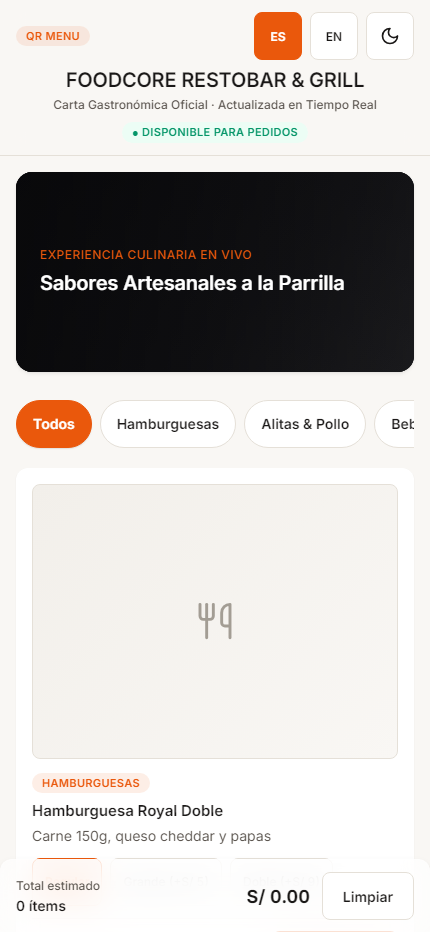 QR MENU
ES
EN
FOODCORE RESTOBAR & GRILL
Carta Gastronómica Oficial · Actualizada en Tiempo Real
● DISPONIBLE PARA PEDIDOS
EXPERIENCIA CULINARIA EN VIVO
Sabores Artesanales a la Parrilla
Todos
Hamburguesas
Alitas & Pollo
Beb
HAMBURGUESAS
Hamburguesa Royal Doble
Carne 150g, queso cheddar y papas
Total estimado
0 ítems
S/ 0.00
Limpiar